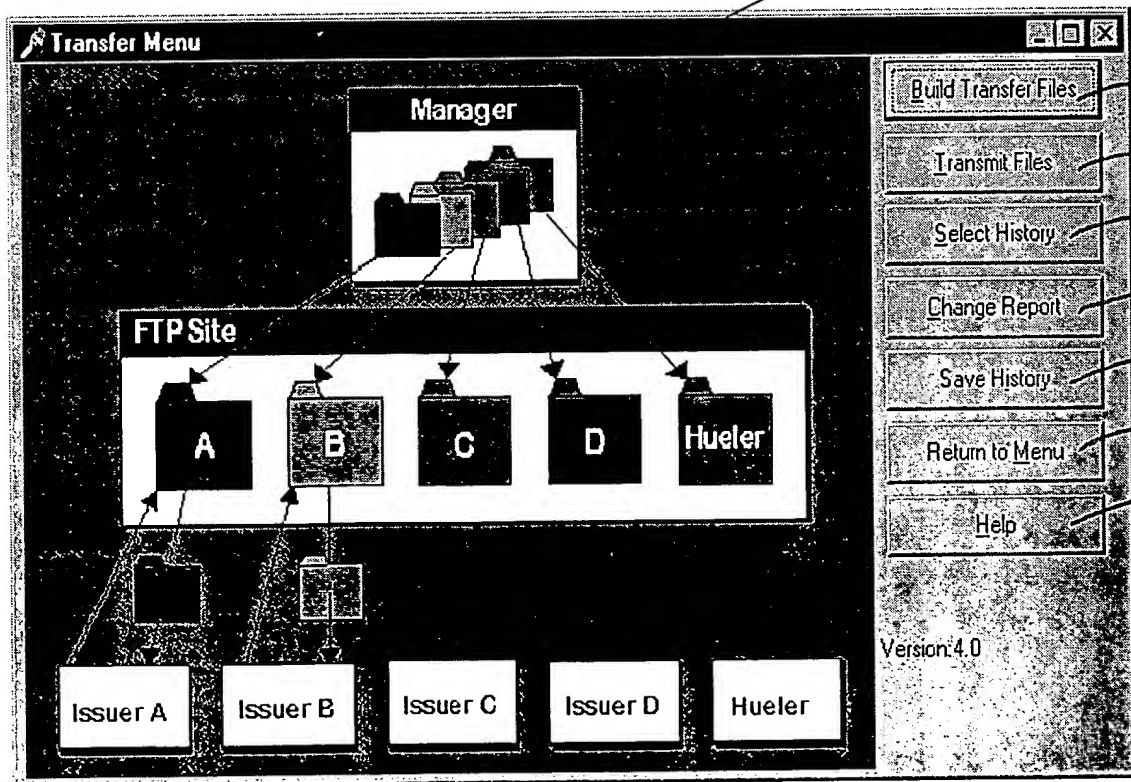 Transfer Menu
Manager
FTP Site
A
B
C
D
Hueler
Issuer A
Issuer B
Issuer C
Issuer D
Hueler
Build Transfer Files
Transmit Files
Select History
Change Report
Save History
Return to Menu
Help
Version:4.0